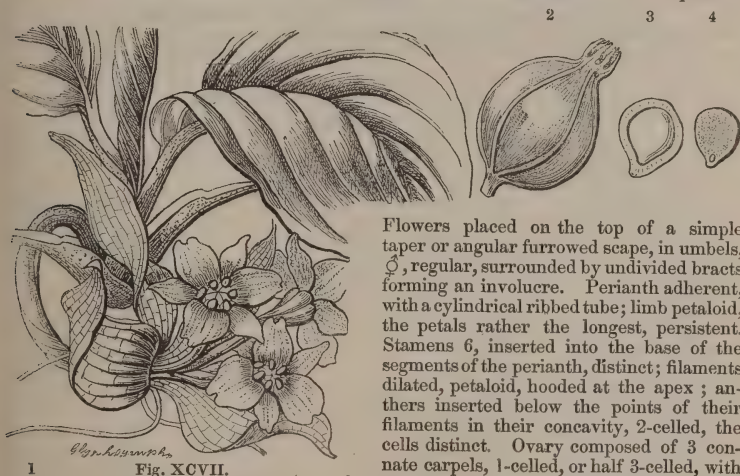 2 3 4
Flowers placed on the top of a simple
taper or angular furrowed scape, in umbels,
⚥, regular, surrounded by undivided bracts
forming an involucre. Perianth adherent,
with a cylindrical ribbed tube; limb petaloid,
the petals rather the longest, persistent.
Stamens 6, inserted into the base of the
segments of the perianth, distinct; filaments
dilated, petaloid, hooded at the apex; an-
thers inserted below the points of their
filaments in their concavity, 2-celled, the
cells distinct. Ovary composed of 3 con-
nate carpels, 1-celled, or half 3-celled, with
1 Fig. XCVII.